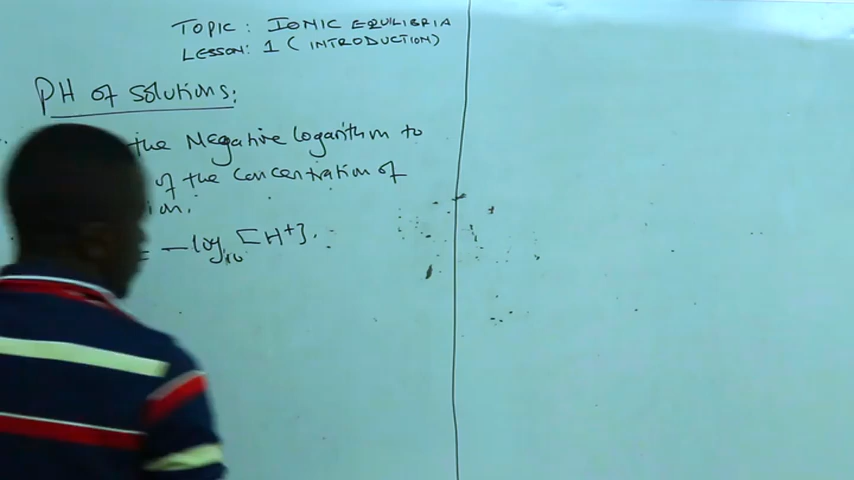 TOPIC: IONIC EQUILIBRIA
LESSON: 1 (INTRODUCTION)
PH of solutions:
the Negative logarithm to
of the concentration of
ion.
= -log10 [H+].